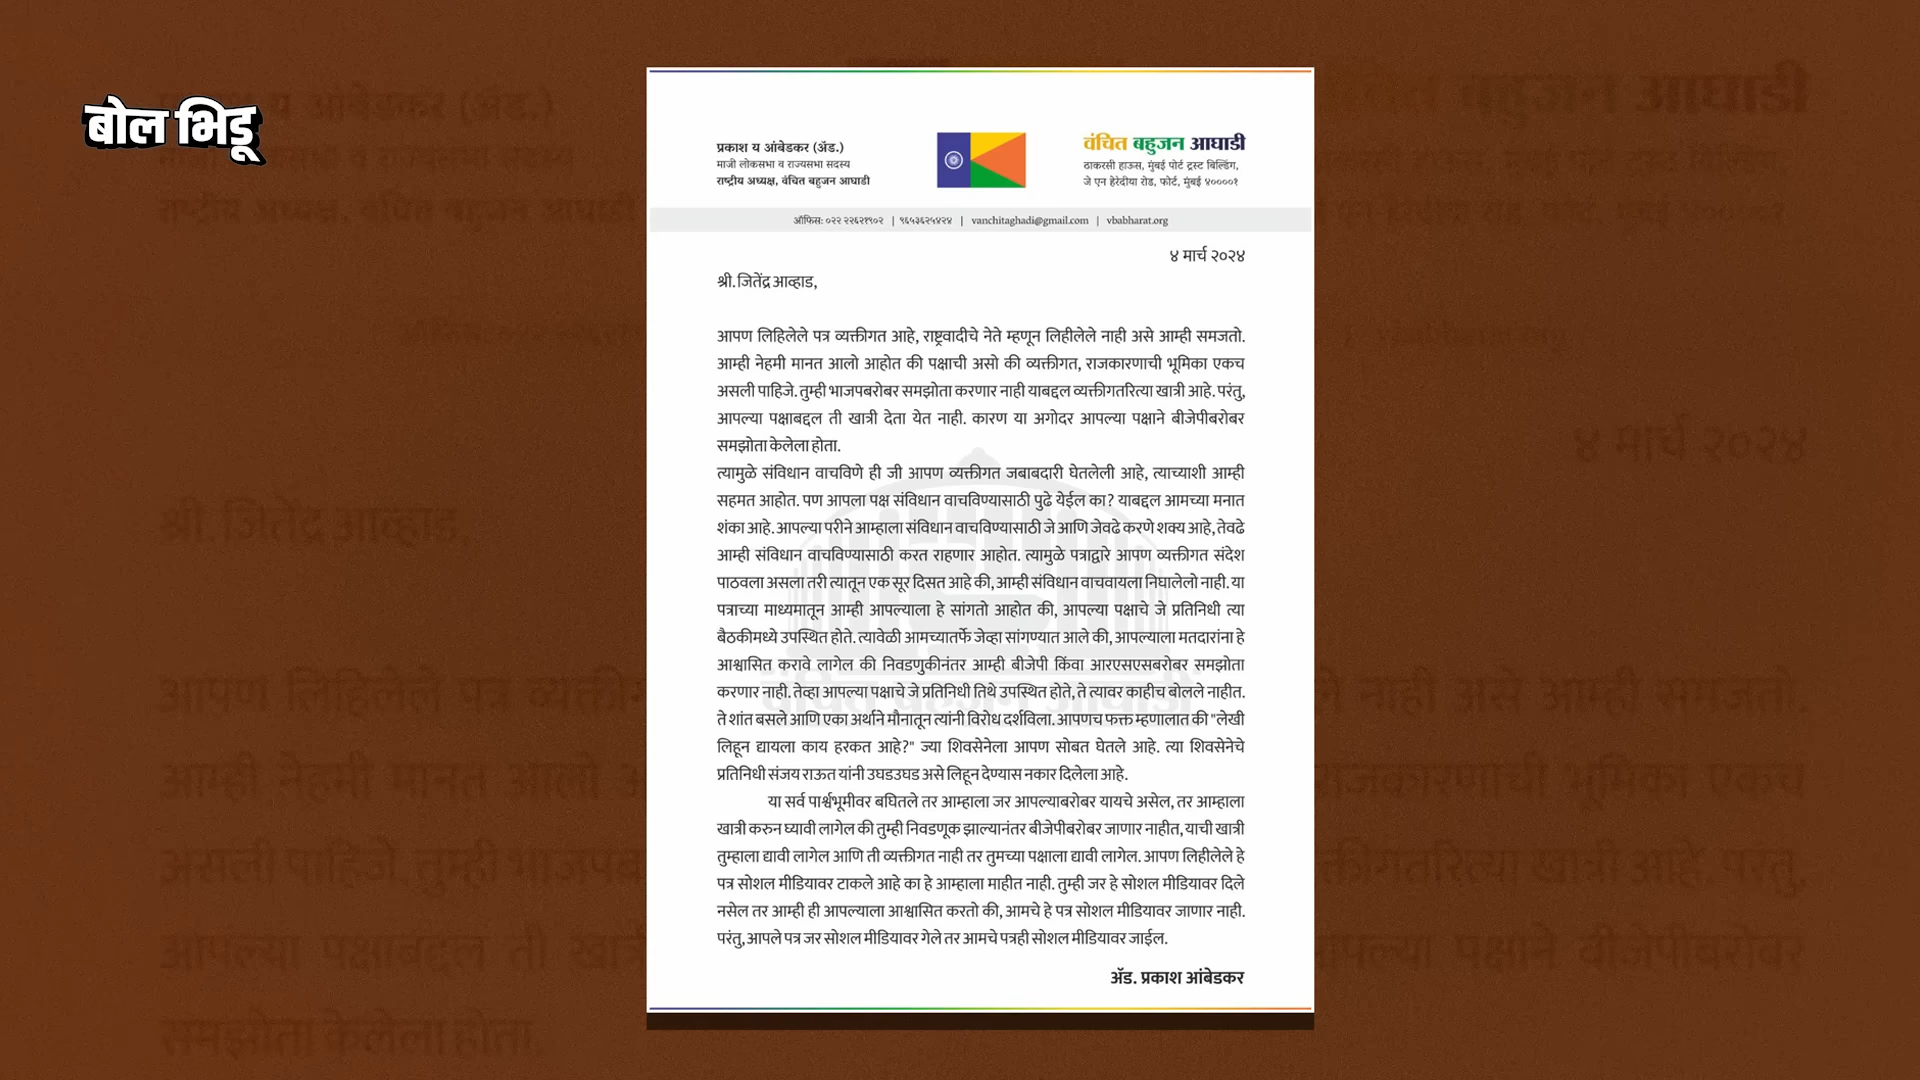 बोल भिडू
प्रकाश य आंबेडकर (ॲड.)
माजी लोकसभा व राज्यसभा सदस्य
राष्ट्रीय अध्यक्ष, वंचित बहुजन आघाडी
वंचित बहुजन आघाडी
ठाकरसी हाऊस, मुंबई पोर्ट ट्रस्ट बिल्डिंग,
जे एन हेरेदीया रोड, फोर्ट, मुंबई ४००००१
ऑफिस: ०२२ २२६२१९०२ | ९६५३६२५४२४ | vanchitaghadi@gmail.com | vbabharat.org
४ मार्च २०२४
श्री. जितेंद्र आव्हाड,
आपण लिहिलेले पत्र व्यक्तीगत आहे, राष्ट्रवादीचे नेते म्हणून लिहीलेले नाही असे आम्ही समजतो.
आम्ही नेहमी मानत आलो आहोत की पक्षाची असो की व्यक्तीगत, राजकारणाची भूमिका एकच
असली पाहिजे. तुम्ही भाजपबरोबर समझोता करणार नाही याबद्दल व्यक्तीगतरित्या खात्री आहे. परंतु,
आपल्या पक्षाबद्दल ती खात्री देता येत नाही. कारण या अगोदर आपल्या पक्षाने बीजेपीबरोबर
समझोता केलेला होता.
त्यामुळे संविधान वाचविणे ही जी आपण व्यक्तीगत जबाबदारी घेतलेली आहे, त्याच्याशी आम्ही
सहमत आहोत. पण आपला पक्ष संविधान वाचविण्यासाठी पुढे येईल का? याबद्दल आमच्या मनात
शंका आहे. आपल्या परीने आम्हाला संविधान वाचविण्यासाठी जे आणि जेवढे करणे शक्य आहे, तेवढे
आम्ही संविधान वाचविण्यासाठी करत राहणार आहोत. त्यामुळे पत्राद्वारे आपण व्यक्तीगत संदेश
पाठवला असला तरी त्यातून एक सूर दिसत आहे की, आम्ही संविधान वाचवायला निघालेलो नाही. या
पत्राच्या माध्यमातून आम्ही आपल्याला हे सांगतो आहोत की, आपल्या पक्षाचे जे प्रतिनिधी त्या
बैठकीमध्ये उपस्थित होते. त्यावेळी आमच्यातर्फे जेव्हा सांगण्यात आले की, आपल्याला मतदारांना हे
आश्वासित करावे लागेल की निवडणुकीनंतर आम्ही बीजेपी किंवा आरएसएसबरोबर समझोता
करणार नाही. तेव्हा आपल्या पक्षाचे जे प्रतिनिधी तिथे उपस्थित होते, ते त्यावर काहीच बोलले नाहीत.
ते शांत बसले आणि एका अर्थाने मौनातून त्यांनी विरोध दर्शविला. आपणच फक्त म्हणालात की "लेखी
लिहून द्यायला काय हरकत आहे?" ज्या शिवसेनेला आपण सोबत घेतले आहे. त्या शिवसेनेचे
प्रतिनिधी संजय राऊत यांनी उघडउघड असे लिहून देण्यास नकार दिलेला आहे.
या सर्व पार्श्वभूमीवर बघितले तर आम्हाला जर आपल्याबरोबर यायचे असेल, तर आम्हाला
खात्री करुन घ्यावी लागेल की तुम्ही निवडणूक झाल्यानंतर बीजेपीबरोबर जाणार नाहीत, याची खात्री
तुम्हाला द्यावी लागेल आणि ती व्यक्तीगत नाही तर तुमच्या पक्षाला द्यावी लागेल. आपण लिहीलेले हे
पत्र सोशल मीडियावर टाकले आहे का हे आम्हाला माहीत नाही. तुम्ही जर हे सोशल मीडियावर दिले
नसेल तर आम्ही ही आपल्याला आश्वासित करतो की, आमचे हे पत्र सोशल मीडियावर जाणार नाही.
परंतु, आपले पत्र जर सोशल मीडियावर गेले तर आमचे पत्रही सोशल मीडियावर जाईल.
ॲड. प्रकाश आंबेडकर